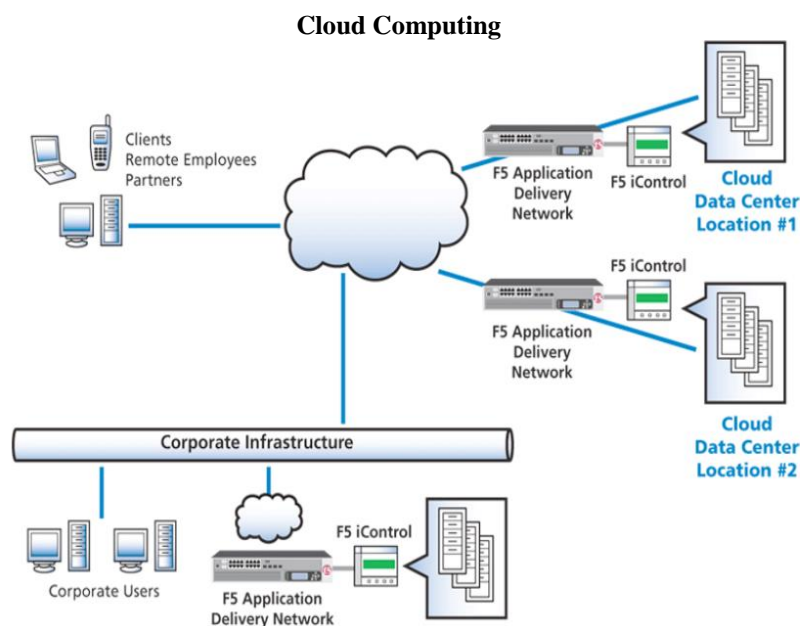 Cloud Computing
Clients
Remote Employees
Partners
F5 Application
Delivery
Network
F5 iControl
Cloud
Data Center
Location #1
F5 iControl
F5 Application
Delivery
Network
Cloud
Data Center
Location #2
Corporate Infrastructure
Corporate Users
F5 iControl
F5 Application
Delivery Network